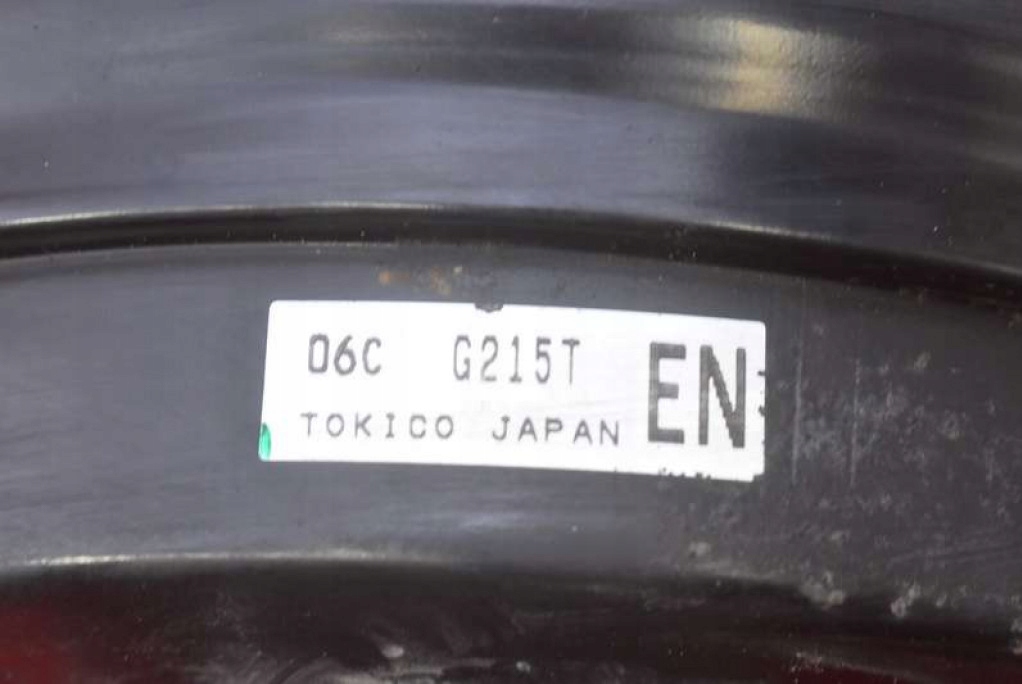 06C G215T EN
TOKICO JAPAN